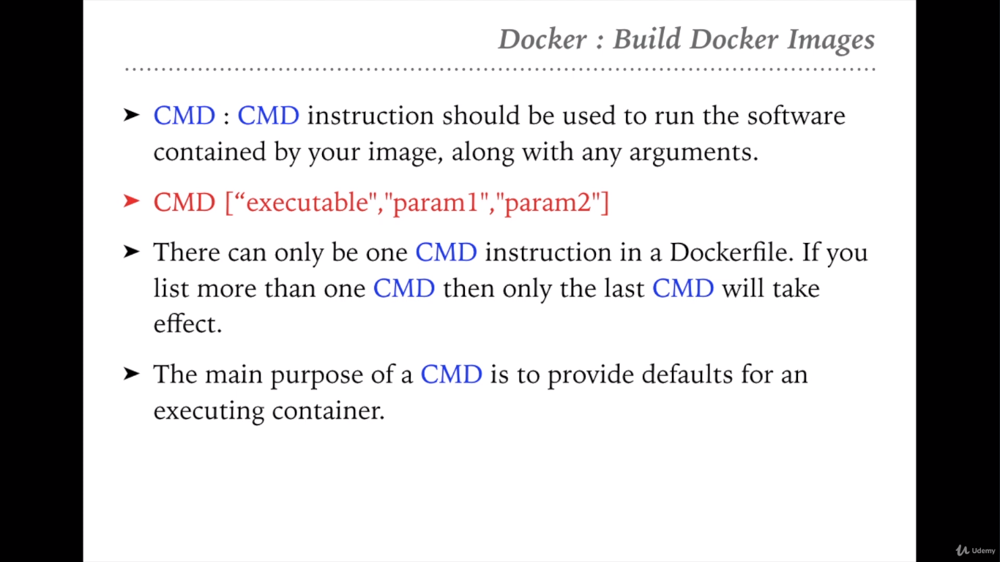 Docker : Build Docker Images
➤ CMD : CMD instruction should be used to run the software
contained by your image, along with any arguments.
➤ CMD [“executable","param1","param2"]
➤ There can only be one CMD instruction in a Dockerfile. If you
list more than one CMD then only the last CMD will take
effect.
➤ The main purpose of a CMD is to provide defaults for an
executing container.
Udemy